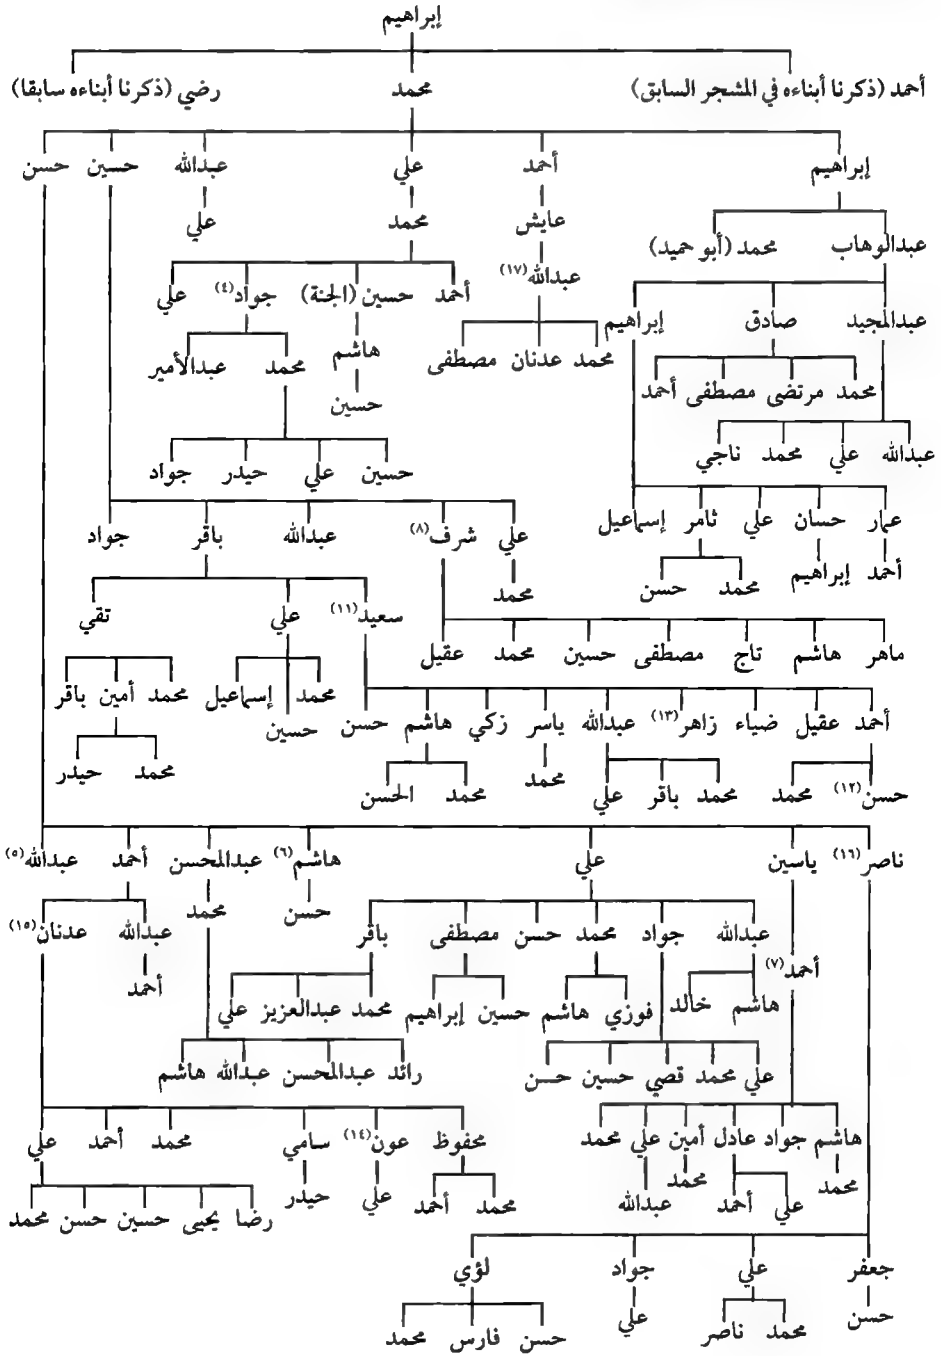 إبراهيم
أحمد (ذكرنا أبناءه في المشجر السابق) محمد رضي (ذكرنا أبناءه سابقا)
إبراهيم أحمد علي عبدالله حسين حسن
عايش محمد علي
عبدالوهاب محمد (أبو حميد)
عبدالله(١٧)
أحمد حسين (الجنة) جواد(٤) علي
عبدالمجيد صادق إبراهيم
هاشم
محمد عدنان مصطفى محمد عبدالأمير
محمد مرتضى مصطفى أحمد
حسين
عبدالله علي محمد ناجي
حسين علي حيدر جواد
عمار حسان علي ثامر إسماعيل
علي شرف(٨) عبدالله باقر جواد
أحمد إبراهيم محمد حسن
محمد
سعيد(١١) علي تقي
ماهر هاشم تاج مصطفى حسين محمد عقيل
محمد إسماعيل محمد أمين باقر
أحمد عقيل ضياء زاهر(١٣) عبدالله ياسر زكي هاشم حسن حسين
محمد حيدر
محمد
حسن(١٢) محمد محمد باقر علي محمد الحسن
ناصر(١٦) ياسين علي هاشم(٦) عبدالمحسن أحمد عبدالله(٥)
حسن محمد
عبدالله جواد محمد حسن مصطفى باقر عبدالله عدنان(١٥)
أحمد(٧)
أحمد
هاشم خالد فوزي هاشم حسين إبراهيم محمد عبدالعزيز علي
علي محمد قصي حسين حسن رائد عبدالمحسن عبدالله هاشم
هاشم جواد عادل أمين علي محمد محفوظ عون(١٤) سامي محمد أحمد علي
محمد علي أحمد محمد عبدالله محمد أحمد علي حيدر
رضا يحيى حسين حسن محمد
جعفر علي جواد لؤي
حسن محمد ناصر علي حسن فارس محمد